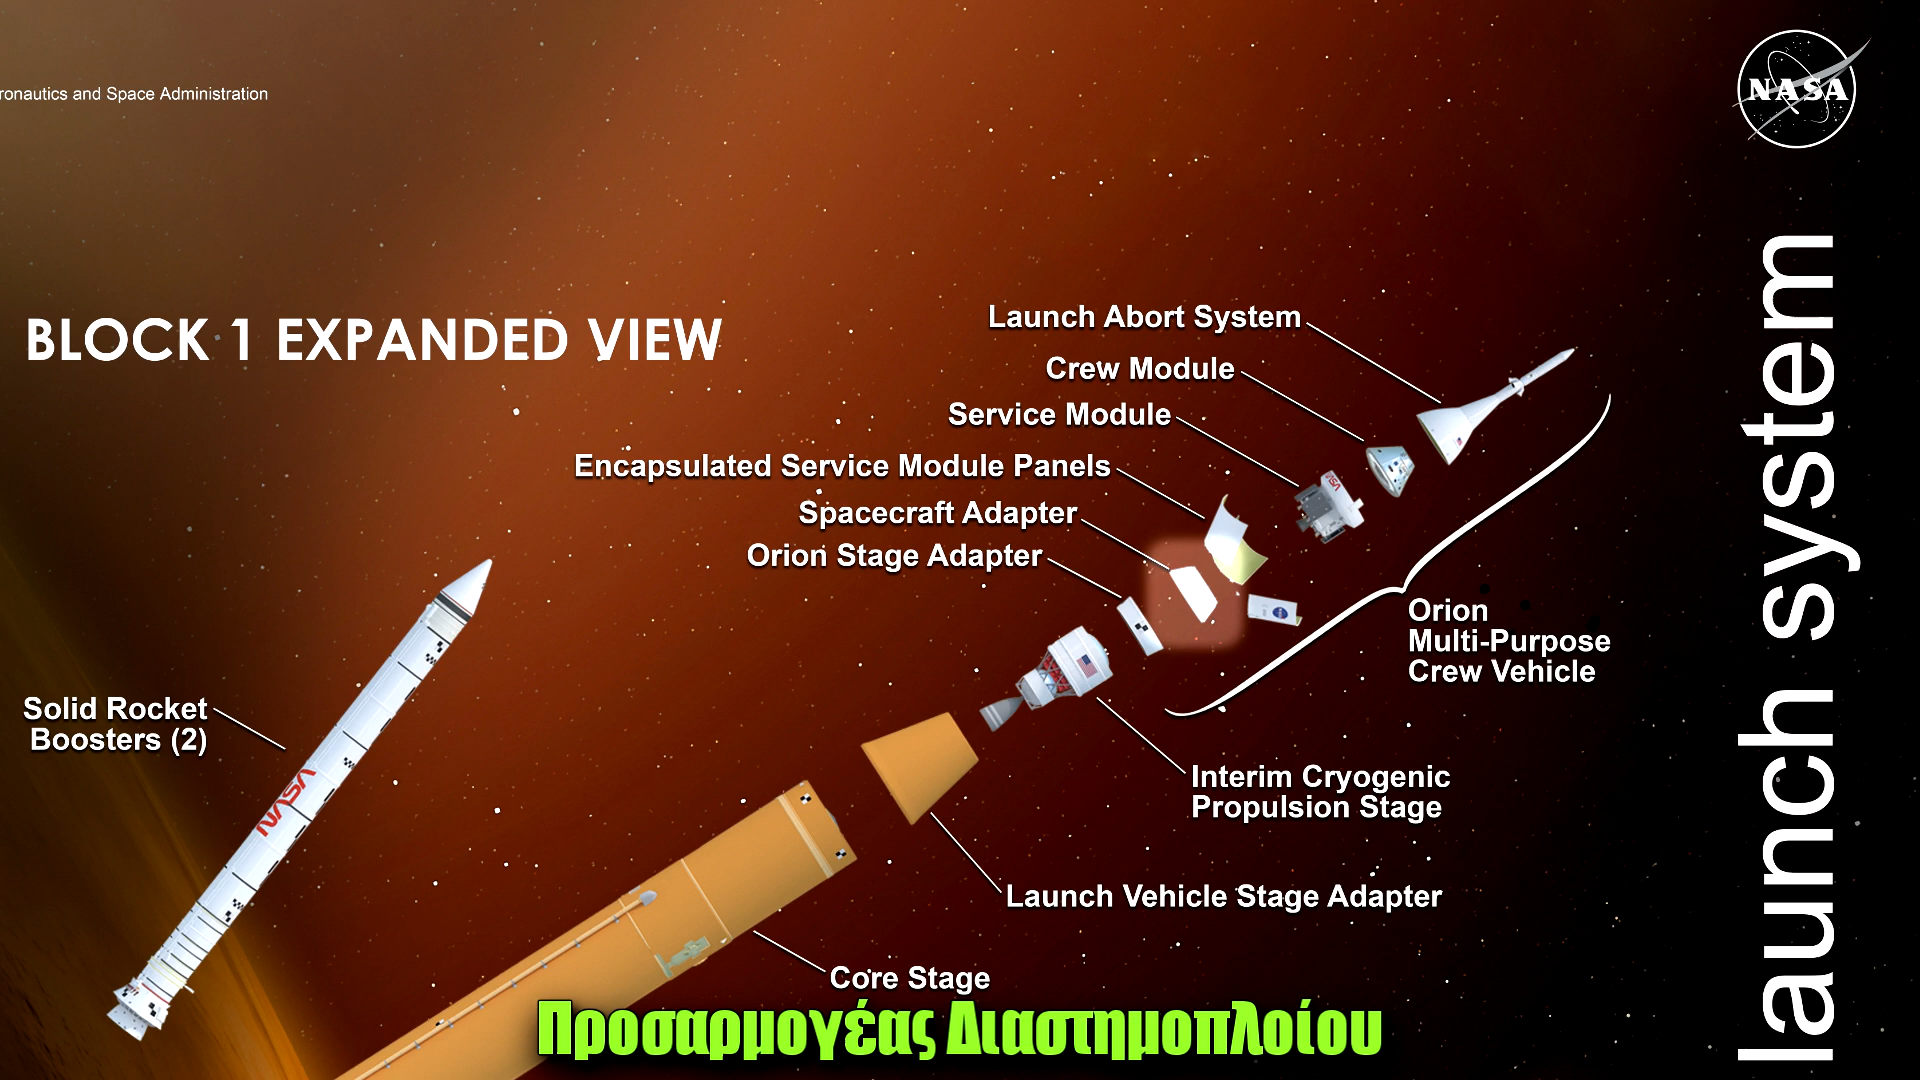 ronautics and Space Administration
NASA
BLOCK 1 EXPANDED VIEW
Launch Abort System
Crew Module
Service Module
Encapsulated Service Module Panels
Spacecraft Adapter
Orion Stage Adapter
Orion
Multi-Purpose
Crew Vehicle
Solid Rocket
Boosters (2)
NASA
Interim Cryogenic
Propulsion Stage
Launch Vehicle Stage Adapter
Core Stage
Προσαρμογέας Διαστημοπλοίου
launch system